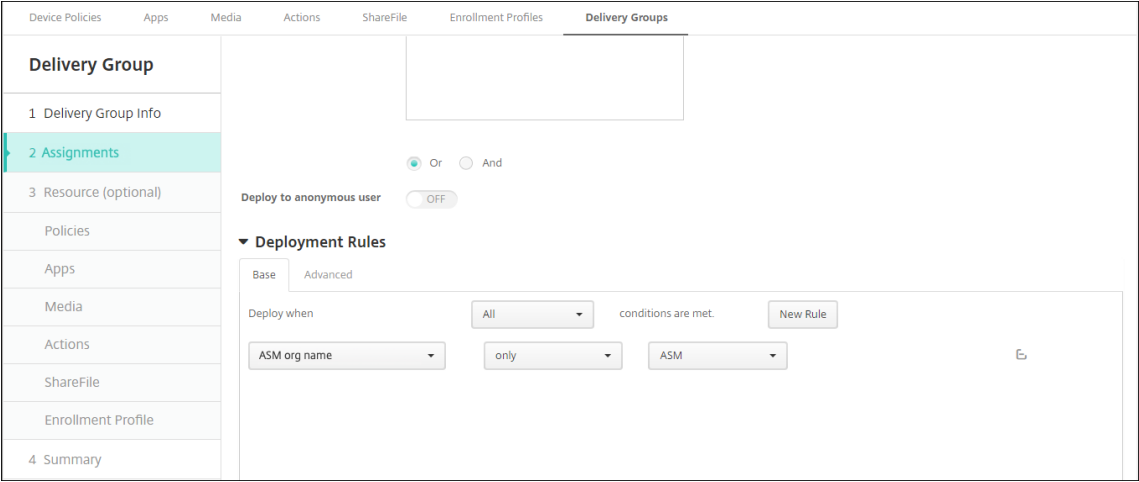 Device Policies Apps Media Actions ShareFile Enrollment Profiles Delivery Groups
Delivery Group
1 Delivery Group Info
2 Assignments
3 Resource (optional)
Policies
Apps
Media
Actions
ShareFile
Enrollment Profile
4 Summary
Or And
Deploy to anonymous user OFF
Deployment Rules
Base Advanced
Deploy when All conditions are met. New Rule
ASM org name only ASM